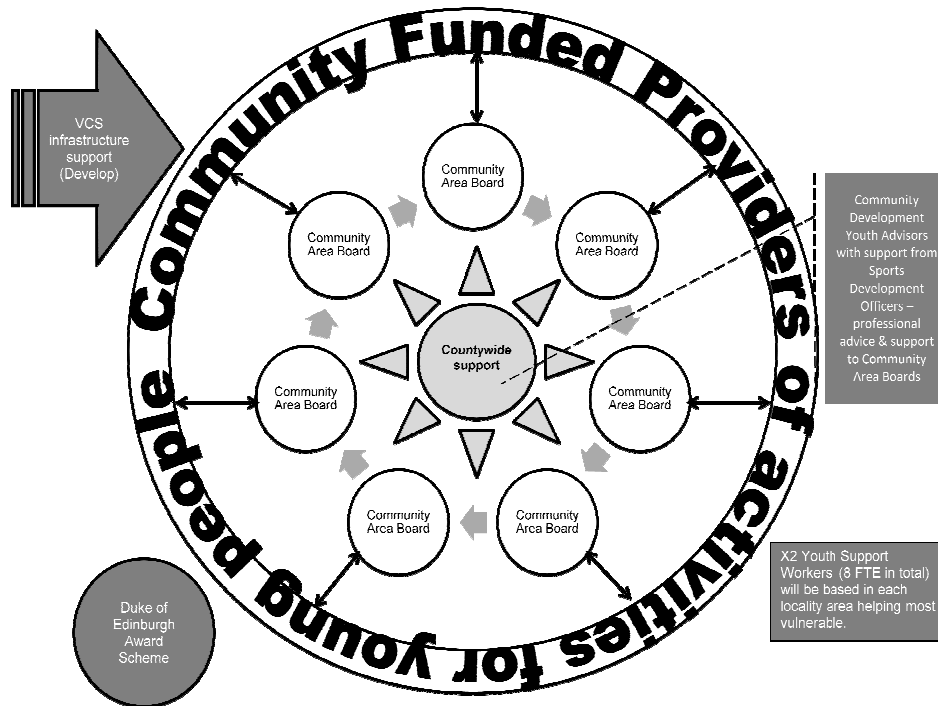 Community Funded Providers of activities for young people
VCS
infrastructure
support
(Develop)
Community
Area Board
Community
Area Board
Community
Area Board
Community
Area Board
Community
Area Board
Community
Area Board
Community
Area Board
Countywide
support
Community
Development
Youth Advisors
with support from
Sports
Development
Officers –
professional
advice & support
to Community
Area Boards
X2 Youth Support
Workers (8 FTE in total)
will be based in each
locality area helping most
vulnerable.
Duke of
Edinburgh
Award
Scheme